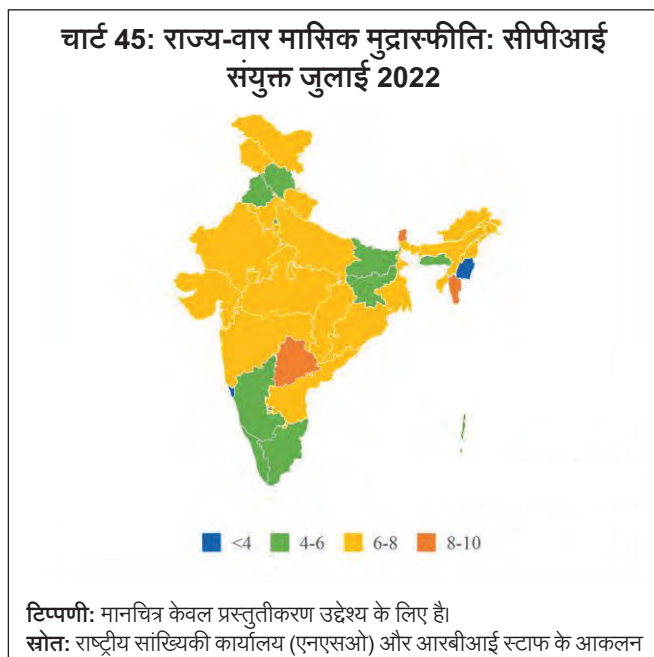 चार्ट 45: राज्य-वार मासिक मुद्रास्फीति: सीपीआई
संयुक्त जुलाई 2022
<4 4-6 6-8 8-10
टिप्पणी: मानचित्र केवल प्रस्तुतीकरण उद्देश्य के लिए है।
स्रोत: राष्ट्रीय सांख्यिकी कार्यालय (एनएसओ) और आरबीआई स्टाफ के आकलन